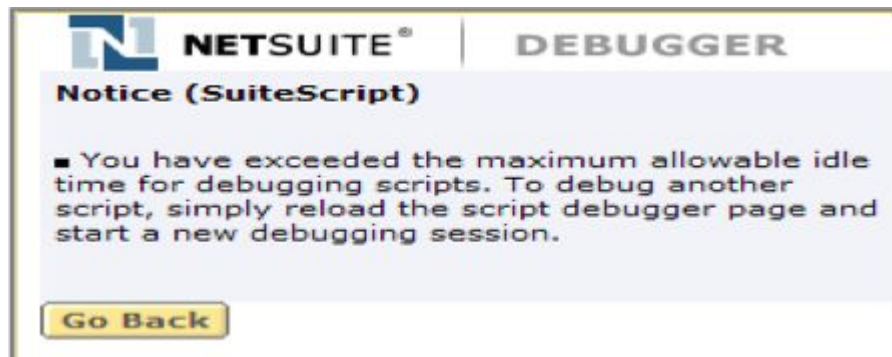 NETSUITE® DEBUGGER
Notice (SuiteScript)
▪ You have exceeded the maximum allowable idle
time for debugging scripts. To debug another
script, simply reload the script debugger page and
start a new debugging session.
Go Back